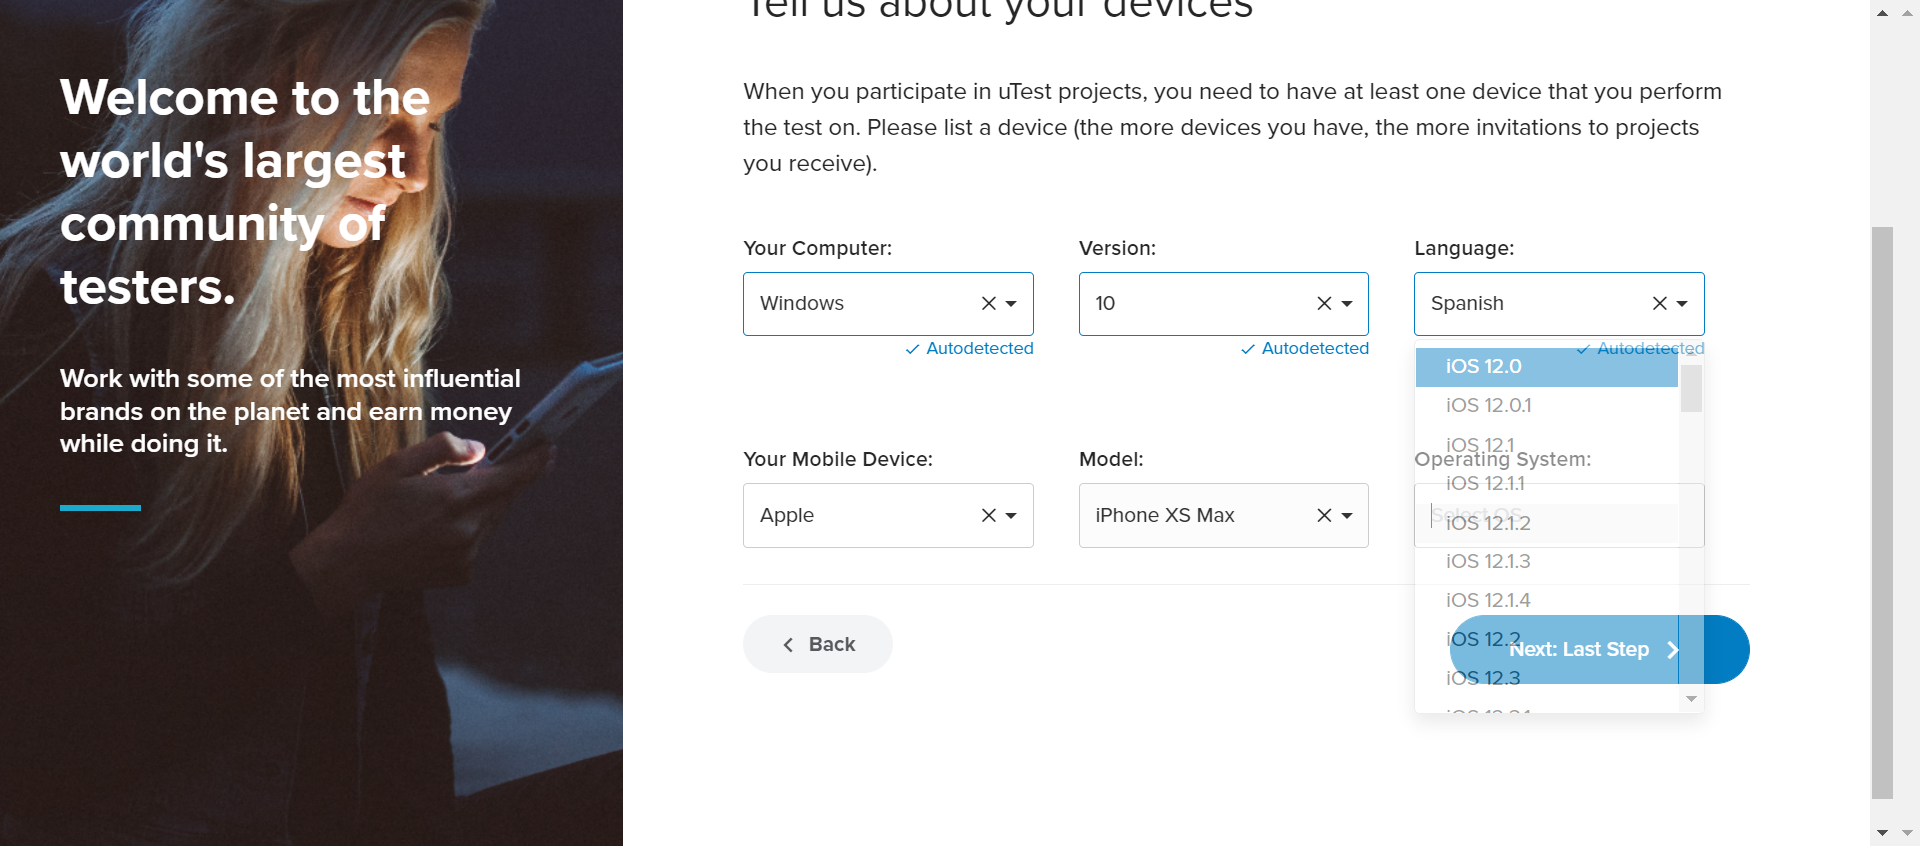 Tell us about your devices
Welcome to the
world's largest
community of
testers.
Work with some of the most influential
brands on the planet and earn money
while doing it.
When you participate in uTest projects, you need to have at least one device that you perform
the test on. Please list a device (the more devices you have, the more invitations to projects
you receive).
Your Computer:
Version:
Language:
Windows
10
Spanish
Autodetected
Autodetected
Autodetected
Your Mobile Device:
Model:
Operating System:
Apple
iPhone XS Max
Select OS
iOS 12.0
iOS 12.0.1
iOS 12.1
iOS 12.1.1
iOS 12.1.2
iOS 12.1.3
iOS 12.1.4
iOS 12.2
iOS 12.3
Back
Next: Last Step